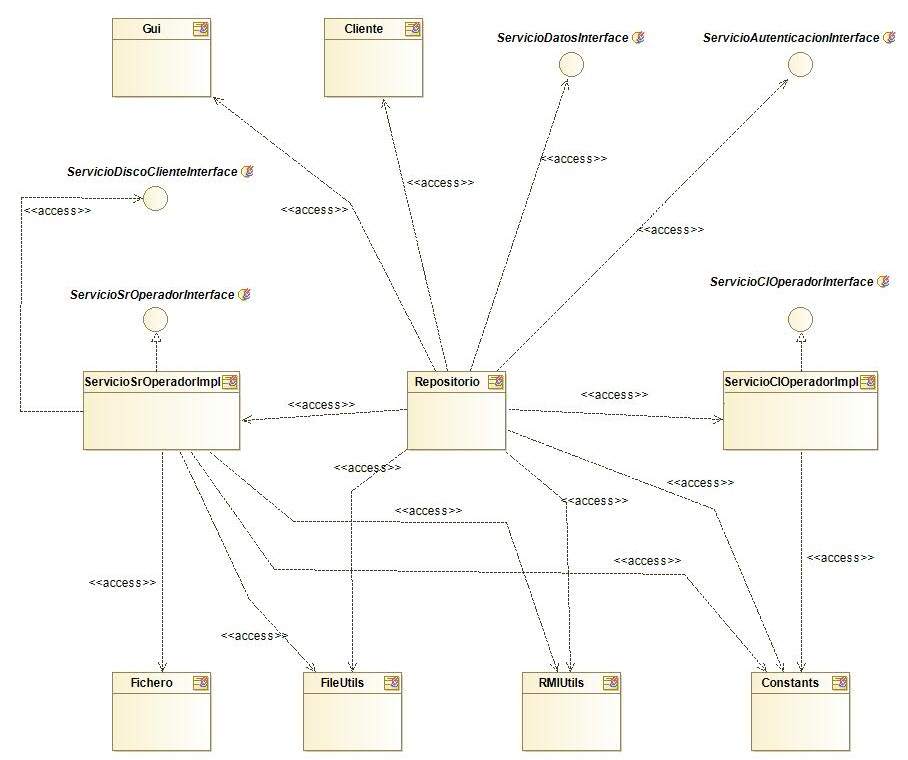 Gui
Cliente
ServicioDatosInterface
ServicioAutenticacionInterface
<<access>>
ServicioDiscoClienteInterface
<<access>>
<<access>>
<<access>>
<<access>>
ServicioClOperadorInterface
ServicioSrOperadorInterface
ServicioSrOperadorImpl
Repositorio
ServicioClOperadorImpl
<<access>>
<<access>>
<<access>>
<<access>>
<<access>>
<<access>>
<<access>>
<<access>>
<<access>>
<<access>>
Fichero
FileUtils
RMIUtils
Constants